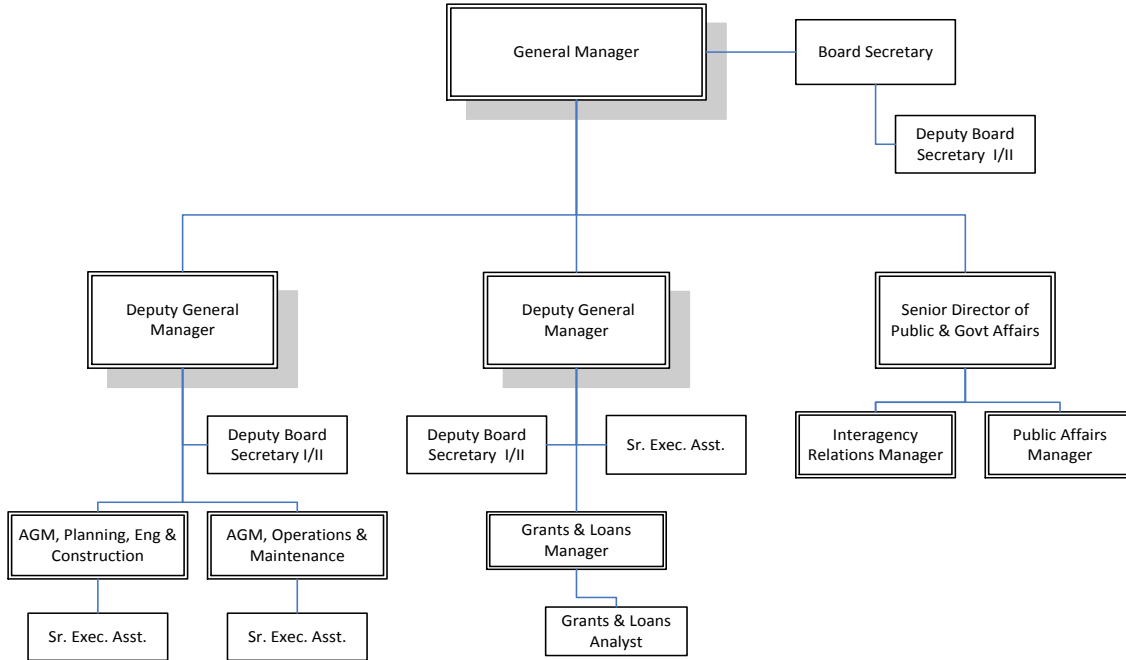 General Manager
Board Secretary
Deputy Board
Secretary I/II
Deputy General
Manager
Deputy General
Manager
Senior Director of
Public & Govt Affairs
Deputy Board
Secretary I/II
Deputy Board
Secretary I/II
Sr. Exec. Asst.
Interagency
Relations Manager
Public Affairs
Manager
AGM, Planning, Eng &
Construction
AGM, Operations &
Maintenance
Grants & Loans
Manager
Sr. Exec. Asst.
Sr. Exec. Asst.
Grants & Loans
Analyst